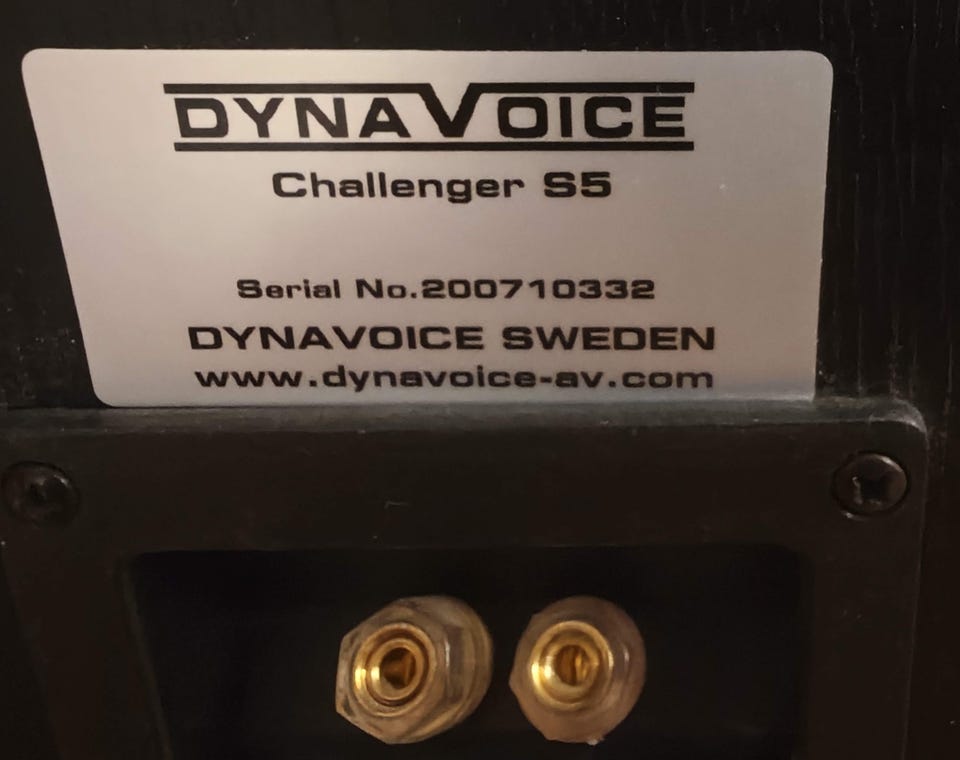 DYNAVOICE
Challenger S5
Serial No.200710332
DYNAVOICE SWEDEN
www.dynavoice-av.com